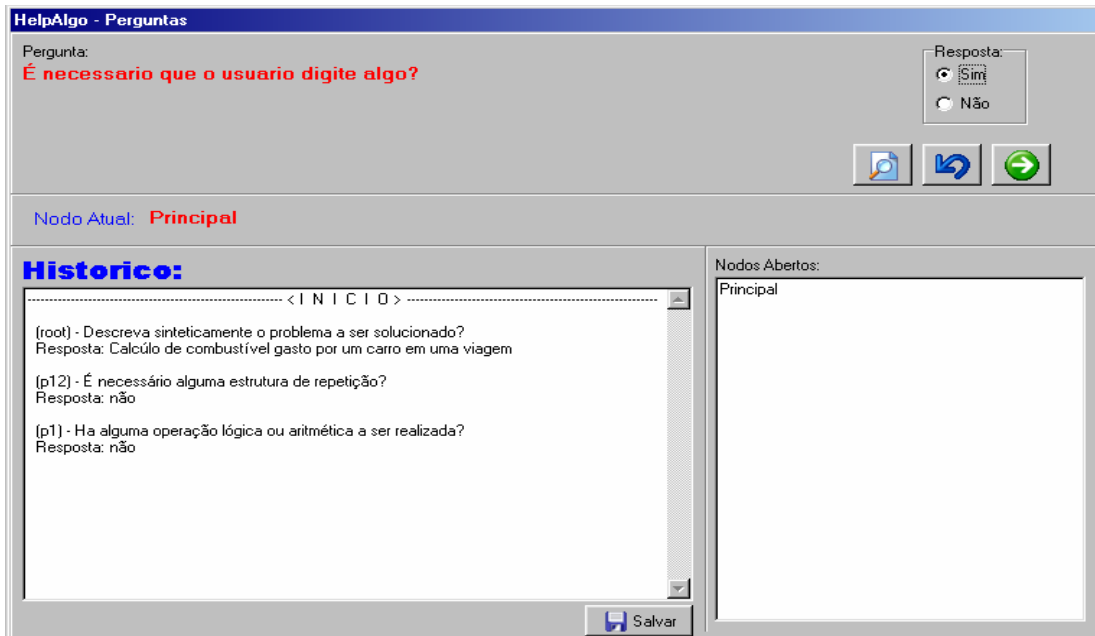 HelpAlgo - Perguntas
Pergunta:
É necessario que o usuario digite algo?
Resposta:
Sim
Não
Nodo Atual: Principal
Historico:
< I N I C I O >
(root) - Descreva sinteticamente o problema a ser solucionado?
Resposta: Calcúlo de combustível gasto por um carro em uma viagem
(p12) - É necessário alguma estrutura de repetição?
Resposta: não
(p1) - Ha alguma operação lógica ou aritmética a ser realizada?
Resposta: não
Salvar
Nodos Abertos:
Principal